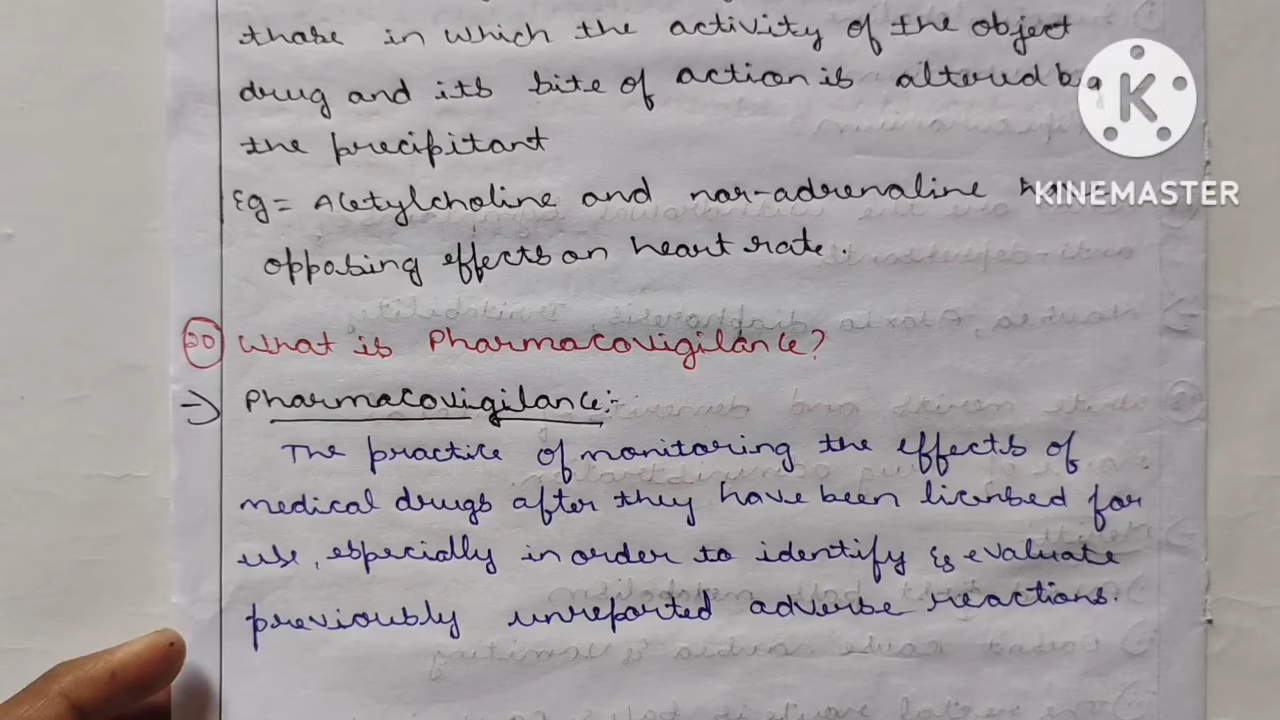 those in which the activity of the object
drug and its site of action is altered by
the precipitant
Eg = Acetylcholine and nor-adrenaline have
opposing effects on heart rate.
20 What is Pharmacovigilance?
→ Pharmacovigilance:-
The practice of monitoring the effects of
medical drugs after they have been licensed for
use, especially in order to identify & evaluate
previously unreported adverse reactions.
K
KINEMASTER